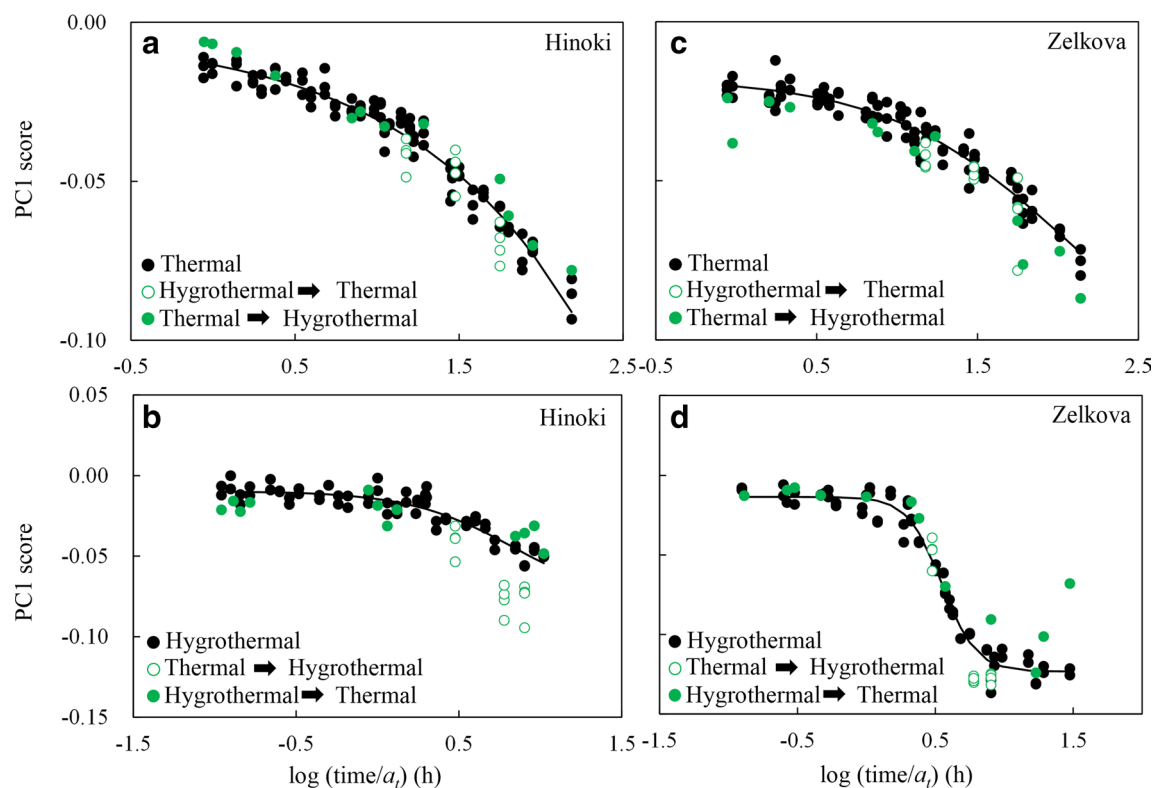 0.00
a
Hinoki
-0.05
PC1 score
Thermal
Hygrothermal ➡ Thermal
Thermal ➡ Hygrothermal
-0.10
-0.5 0.5 1.5 2.5
c
Zelkova
Thermal
Hygrothermal ➡ Thermal
Thermal ➡ Hygrothermal
-0.5 0.5 1.5 2.5
0.05
b
Hinoki
0.00
-0.05
PC1 score
-0.10
Hygrothermal
Thermal ➡ Hygrothermal
Hygrothermal ➡ Thermal
-0.15
-1.5 -0.5 0.5 1.5
log (time/a_t) (h)
d
Zelkova
Hygrothermal
Thermal ➡ Hygrothermal
Hygrothermal ➡ Thermal
-1.5 -0.5 0.5 1.5
log (time/a_t) (h)